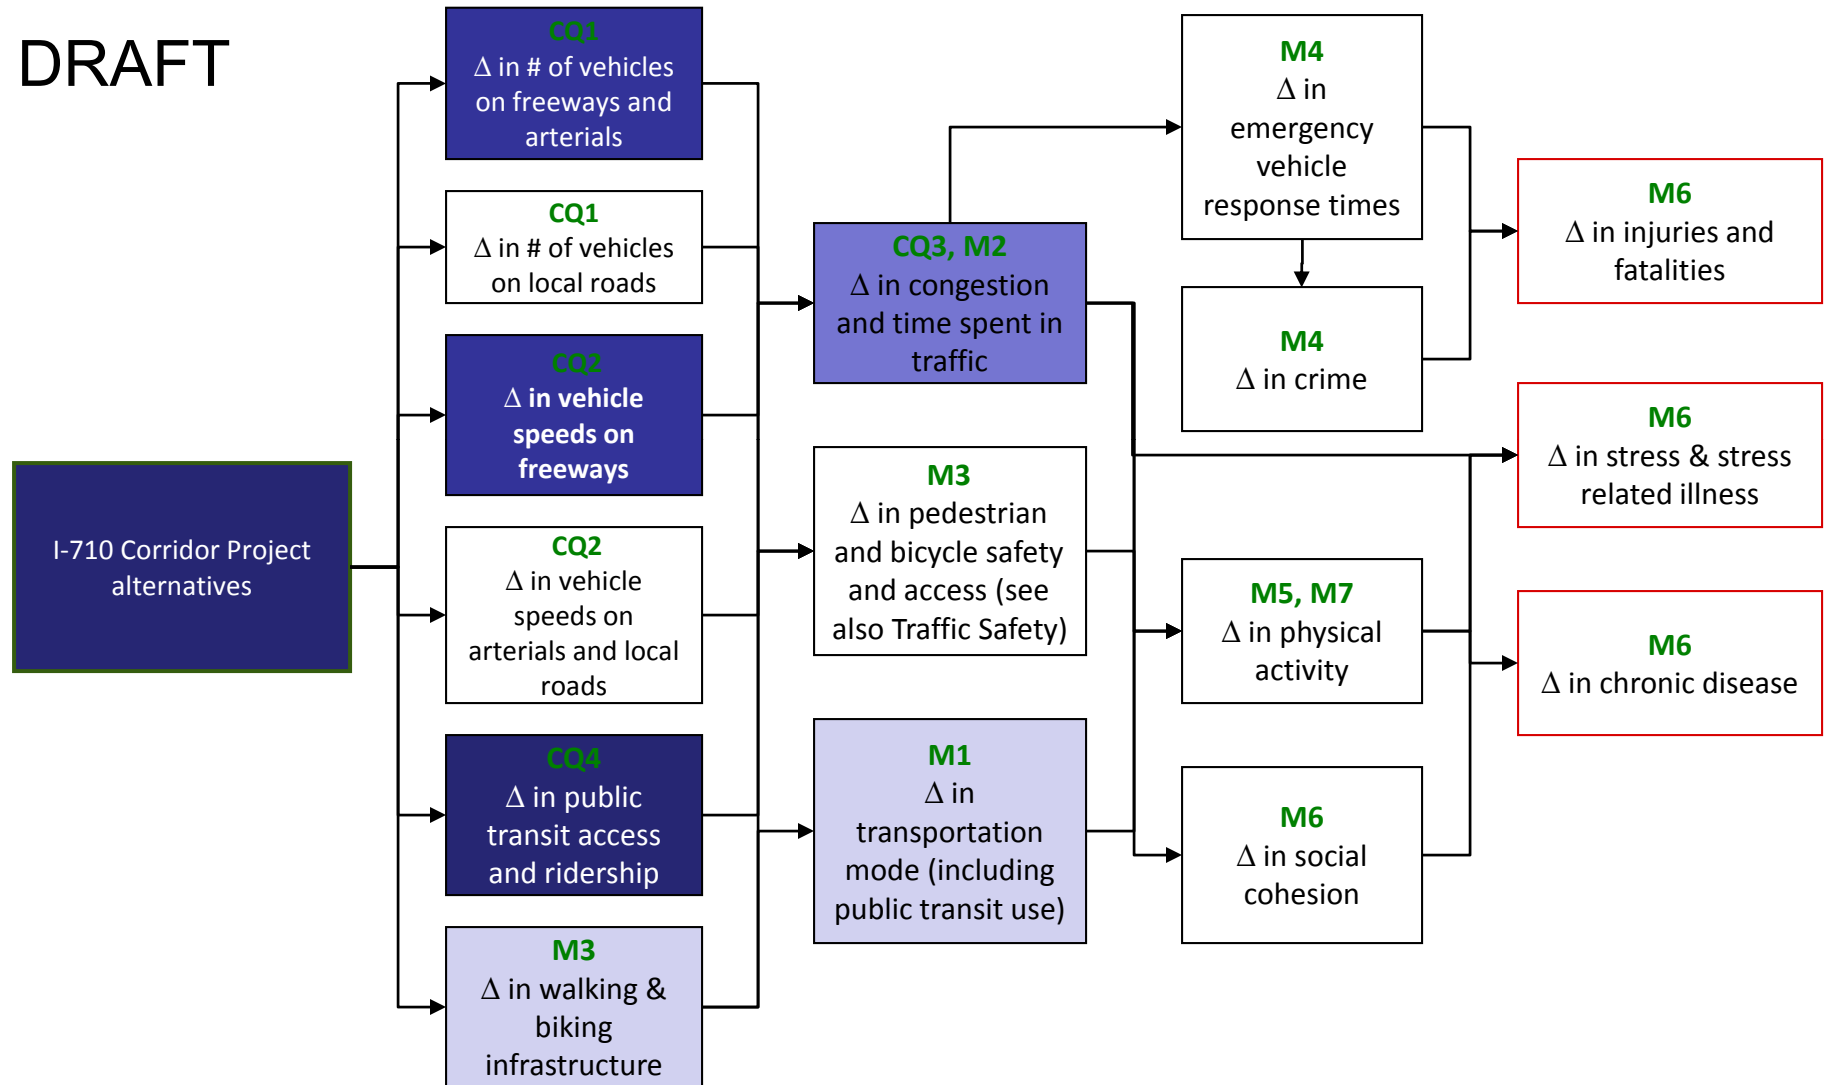 DRAFT
I-710 Corridor Project
alternatives
CQ1
Δ in # of vehicles
on freeways and
arterials
CQ1
Δ in # of vehicles
on local roads
CQ2
Δ in vehicle
speeds on
freeways
CQ2
Δ in vehicle
speeds on
arterials and local
roads
CQ4
Δ in public
transit access
and ridership
M3
Δ in walking &
biking
infrastructure
CQ3, M2
Δ in congestion
and time spent in
traffic
M3
Δ in pedestrian
and bicycle safety
and access (see
also Traffic Safety)
M1
Δ in
transportation
mode (including
public transit use)
M4
Δ in
emergency
vehicle
response times
M4
Δ in crime
M5, M7
Δ in physical
activity
M6
Δ in social
cohesion
M6
Δ in injuries and
fatalities
M6
Δ in stress & stress
related illness
M6
Δ in chronic disease